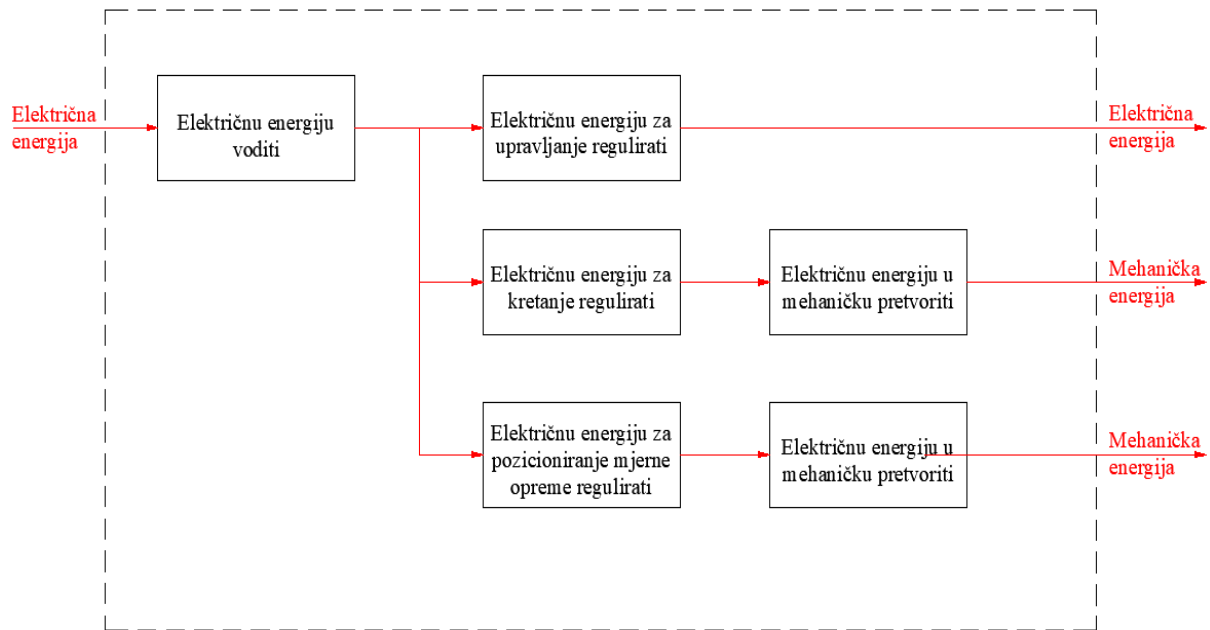 Električna
energija
Električnu energiju
voditi
Električnu energiju za
upravljanje regulirati
Električna
energija
Električnu energiju za
kretanje regulirati
Električnu energiju u
mehaničku pretvoriti
Mehanička
energija
Električnu energiju za
pozicioniranje mjerne
opreme regulirati
Električnu energiju u
mehaničku pretvoriti
Mehanička
energija